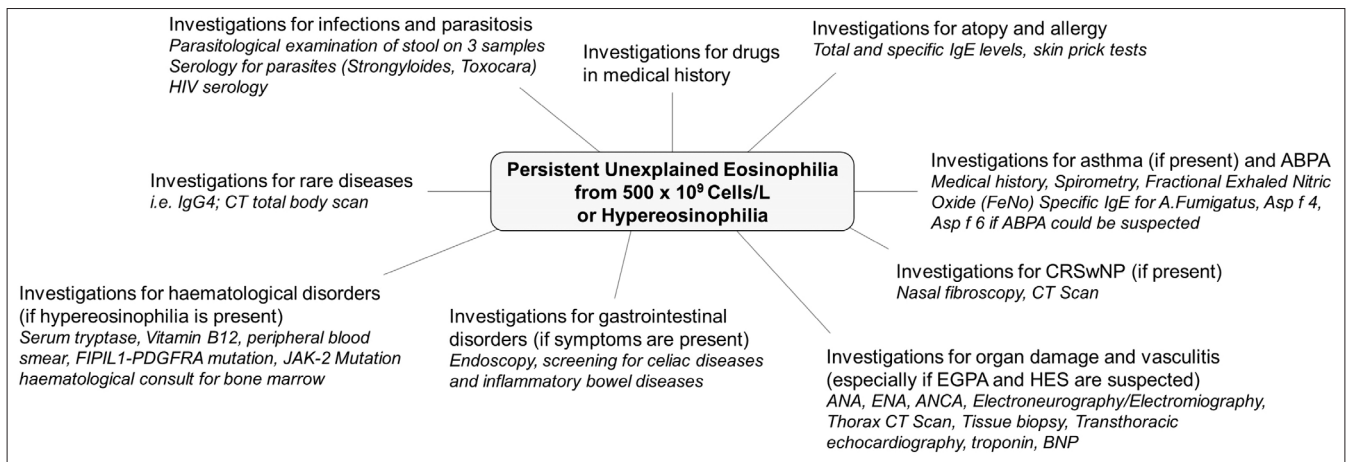 Investigations for infections and parasitosis
Parasitological examination of stool on 3 samples
Serology for parasites (Strongyloides, Toxocara)
HIV serology
Investigations for drugs
in medical history
Investigations for atopy and allergy
Total and specific IgE levels, skin prick tests
Investigations for rare diseases
i.e. IgG4; CT total body scan
Persistent Unexplained Eosinophilia
from 500 x 10⁹ Cells/L
or Hypereosinophilia
Investigations for asthma (if present) and ABPA
Medical history, Spirometry, Fractional Exhaled Nitric
Oxide (FeNo) Specific IgE for A.Fumigatus, Asp f 4,
Asp f 6 if ABPA could be suspected
Investigations for CRSwNP (if present)
Nasal fibroscopy, CT Scan
Investigations for haematological disorders
(if hypereosinophilia is present)
Serum tryptase, Vitamin B12, peripheral blood
smear, FIPIL1-PDGFRA mutation, JAK-2 Mutation
haematological consult for bone marrow
Investigations for gastrointestinal
disorders (if symptoms are present)
Endoscopy, screening for celiac diseases
and inflammatory bowel diseases
Investigations for organ damage and vasculitis
(especially if EGPA and HES are suspected)
ANA, ENA, ANCA, Electroneurography/Electromiography,
Thorax CT Scan, Tissue biopsy, Transthoracic
echocardiography, troponin, BNP